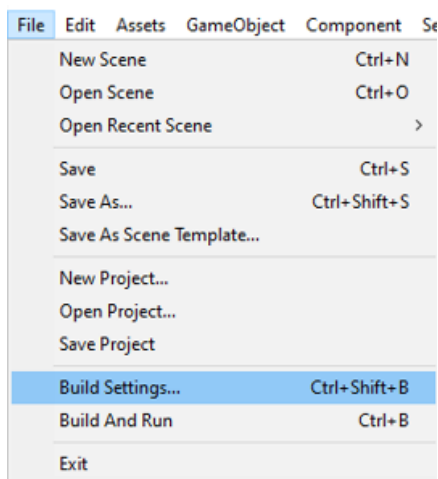 File Edit Assets GameObject Component
New Scene Ctrl+N
Open Scene Ctrl+O
Open Recent Scene >
Save Ctrl+S
Save As... Ctrl+Shift+S
Save As Scene Template...
New Project...
Open Project...
Save Project
Build Settings... Ctrl+Shift+B
Build And Run Ctrl+B
Exit